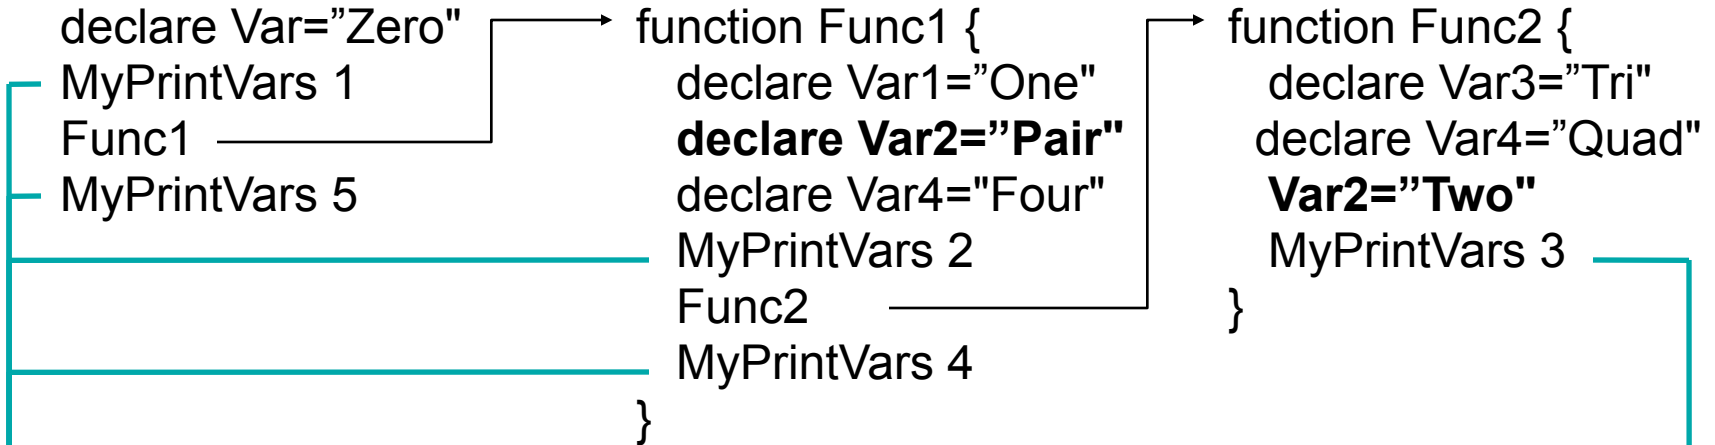 declare Var=”Zero"
MyPrintVars 1
Func1
MyPrintVars 5
function Func1 {
declare Var1=”One"
declare Var2=”Pair"
declare Var4="Four"
MyPrintVars 2
Func2
MyPrintVars 4
}
function Func2 {
declare Var3=”Tri"
declare Var4=”Quad"
Var2=”Two"
MyPrintVars 3
}